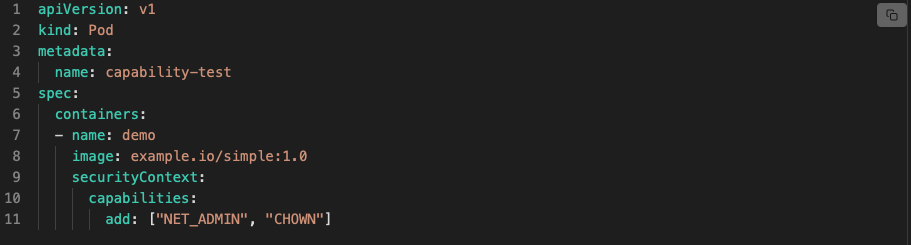 1 apiVersion: v1
2 kind: Pod
3 metadata:
4   name: capability-test
5 spec:
6   containers:
7   - name: demo
8     image: example.io/simple:1.0
9     securityContext:
10       capabilities:
11         add: ["NET_ADMIN", "CHOWN"]